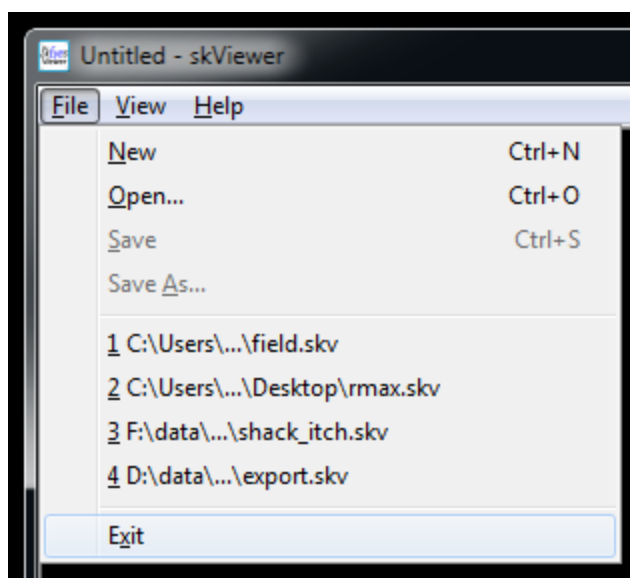 Untitled - skViewer
File View Help
New Ctrl+N
Open... Ctrl+O
Save Ctrl+S
Save As...
1 C:\Users\...\field.skv
2 C:\Users\...\Desktop\rmax.skv
3 F:\data\...\shack_itch.skv
4 D:\data\...\export.skv
Exit